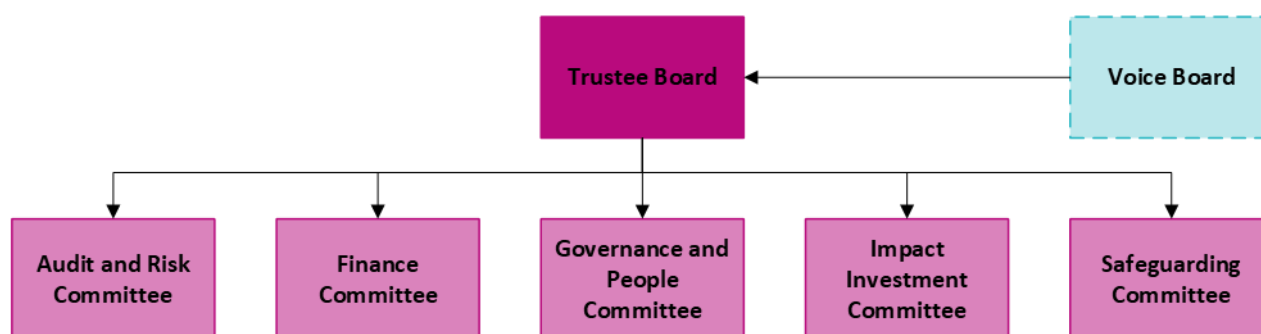 Trustee Board
Voice Board
Audit and Risk
Committee
Finance
Committee
Governance and
People
Committee
Impact
Investment
Committee
Safeguarding
Committee